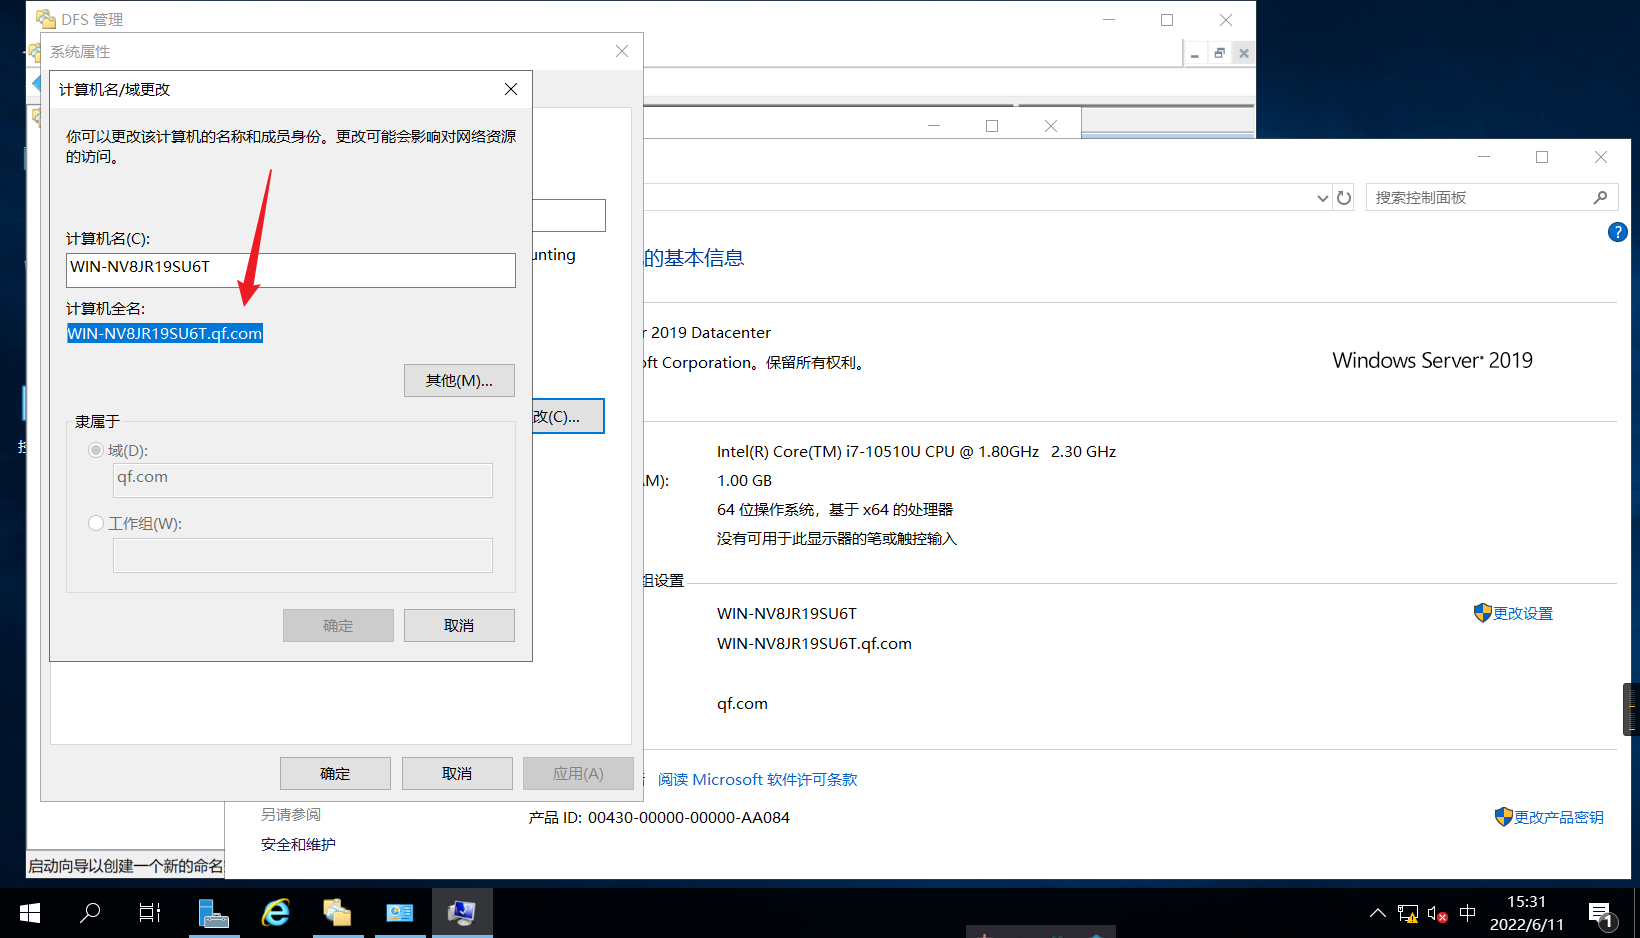 DFS 管理
系统属性
计算机名/域更改
你可以更改该计算机的名称和成员身份。更改可能会影响对网络资源
的访问。
计算机名(C):
WIN-NV8JR19SU6T
计算机全名:
WIN-NV8JR19SU6T.qf.com
其他(M)...
隶属于
域(D):
qf.com
工作组(W):
确定
取消
unting
改(C)...
确定
取消
应用(A)
搜索控制面板
?
的基本信息
2019 Datacenter
oft Corporation。保留所有权利。
Windows Server 2019
Intel(R) Core(TM) i7-10510U CPU @ 1.80GHz 2.30 GHz
M):
1.00 GB
64 位操作系统，基于 x64 的处理器
没有可用于此显示器的笔或触控输入
组设置
WIN-NV8JR19SU6T
更改设置
WIN-NV8JR19SU6T.qf.com
qf.com
阅读 Microsoft 软件许可条款
另请参阅
产品 ID: 00430-00000-00000-AA084
更改产品密钥
安全和维护
启动向导以创建一个新的命名
中
15:31
2022/6/11
1